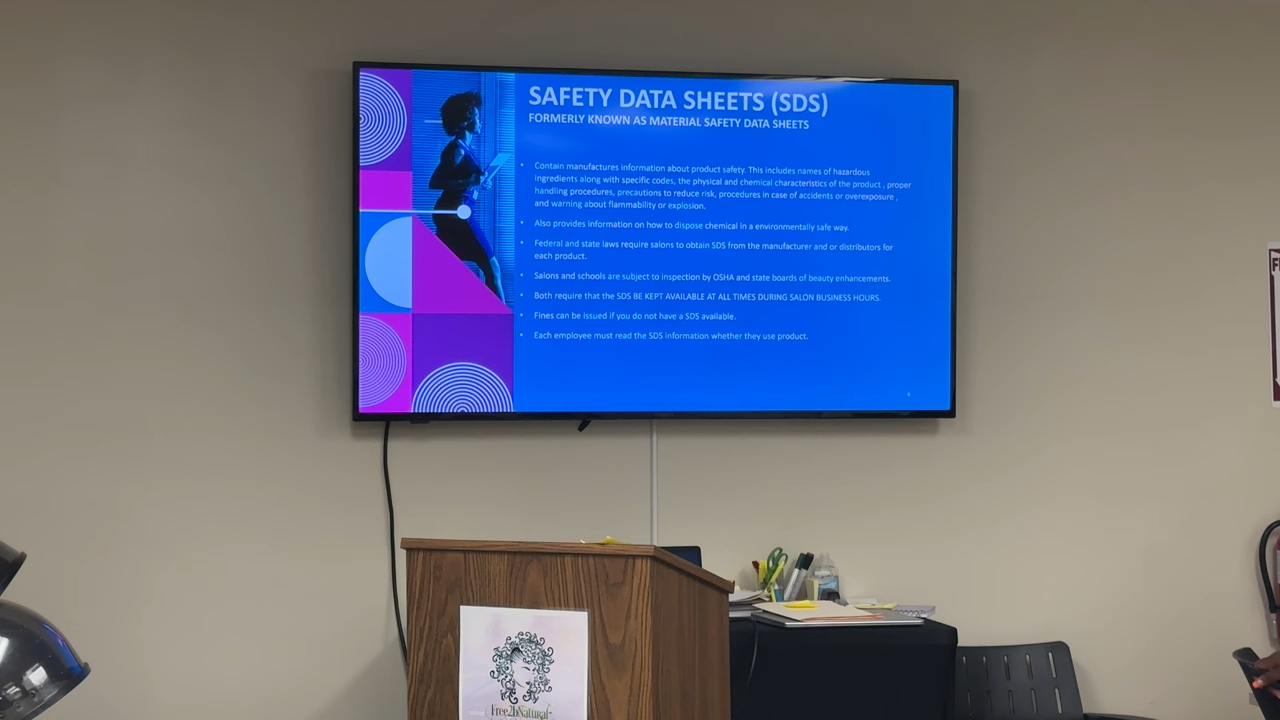 SAFETY DATA SHEETS (SDS)
FORMERLY KNOWN AS MATERIAL SAFETY DATA SHEETS
• Contain manufactures information about product safety. This includes names of hazardous
ingredients along with specific codes, the physical and chemical characteristics of the product , proper
handling procedures, precautions to reduce risk, procedures in case of accidents or overexposure ,
and warning about flammability or explosion.
• Also provides information on how to dispose chemical in a environmentally safe way.
• Federal and state laws require salons to obtain SDS from the manufacturer and or distributors for
each product.
• Salons and schools are subject to inspection by OSHA and state boards of beauty enhancements.
• Both require that the SDS BE KEPT AVAILABLE AT ALL TIMES DURING SALON BUSINESS HOURS.
• Fines can be issued if you do not have a SDS available.
• Each employee must read the SDS information whether they use product.
Free2bNatural